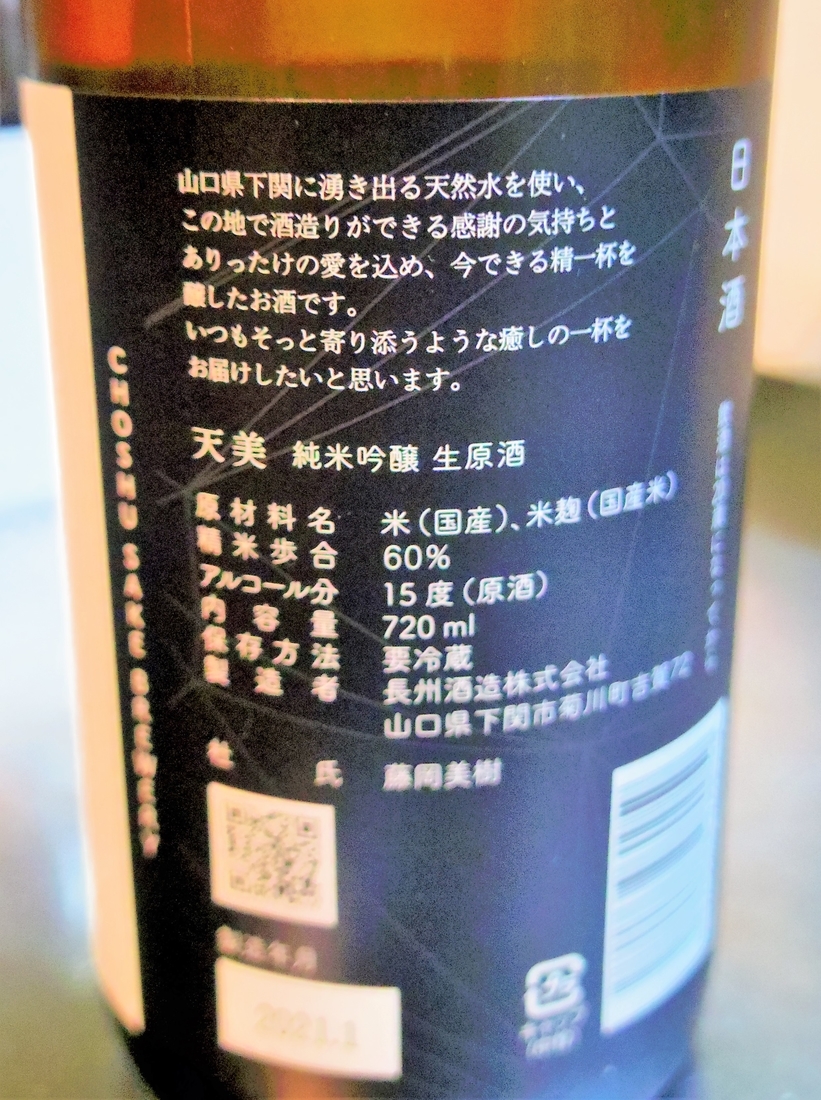 山口県下関に湧き出る天然水を使い、
この地で酒造りができる感謝の気持ちと
ありったけの愛を込め、今できる精一杯を
醸したお酒です。
いつもそっと寄り添うような癒しの一杯を
お届けしたいと思います。
天美 純米吟醸 生原酒
原材料名 米(国産)、米麹(国産米)
精米歩合 60%
アルコール分 15度(原酒)
内容量 720 ml
保存方法 要冷蔵
製造者 長州酒造株式会社
山口県下関市菊川町吉賀72
杜氏 藤岡美樹
製造年月
2021.1
CHOSHU SAKE BREWERY
日本酒
キャップ